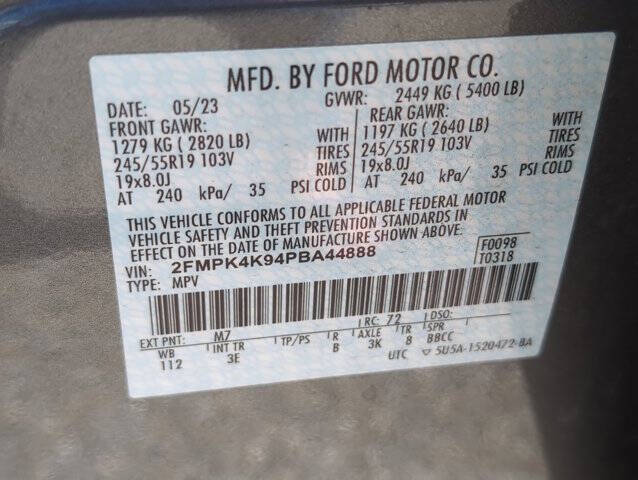 MFD. BY FORD MOTOR CO.
DATE: 05/23 GVWR: 2449 KG ( 5400 LB)
FRONT GAWR: REAR GAWR:
1279 KG ( 2820 LB) WITH 1197 KG ( 2640 LB) WITH
245/55R19 103V TIRES 245/55R19 103V TIRES
19x8.0J RIMS 19x8.0J RIMS
AT 240 kPa/ 35 PSI COLD AT 240 kPa/ 35 PSI COLD
THIS VEHICLE CONFORMS TO ALL APPLICABLE FEDERAL MOTOR
VEHICLE SAFETY AND THEFT PREVENTION STANDARDS IN
EFFECT ON THE DATE OF MANUFACTURE SHOWN ABOVE.
VIN: 2FMPK4K94PBA44888 F0098
TYPE: MPV T0318
EXT PNT: M7 RC: 72 DSO:
WB INT TR TP/PS R AXLE TR SPR
112 3E B 3K 8 BBCC
UTC ▽ 5U5A-1520472-BA